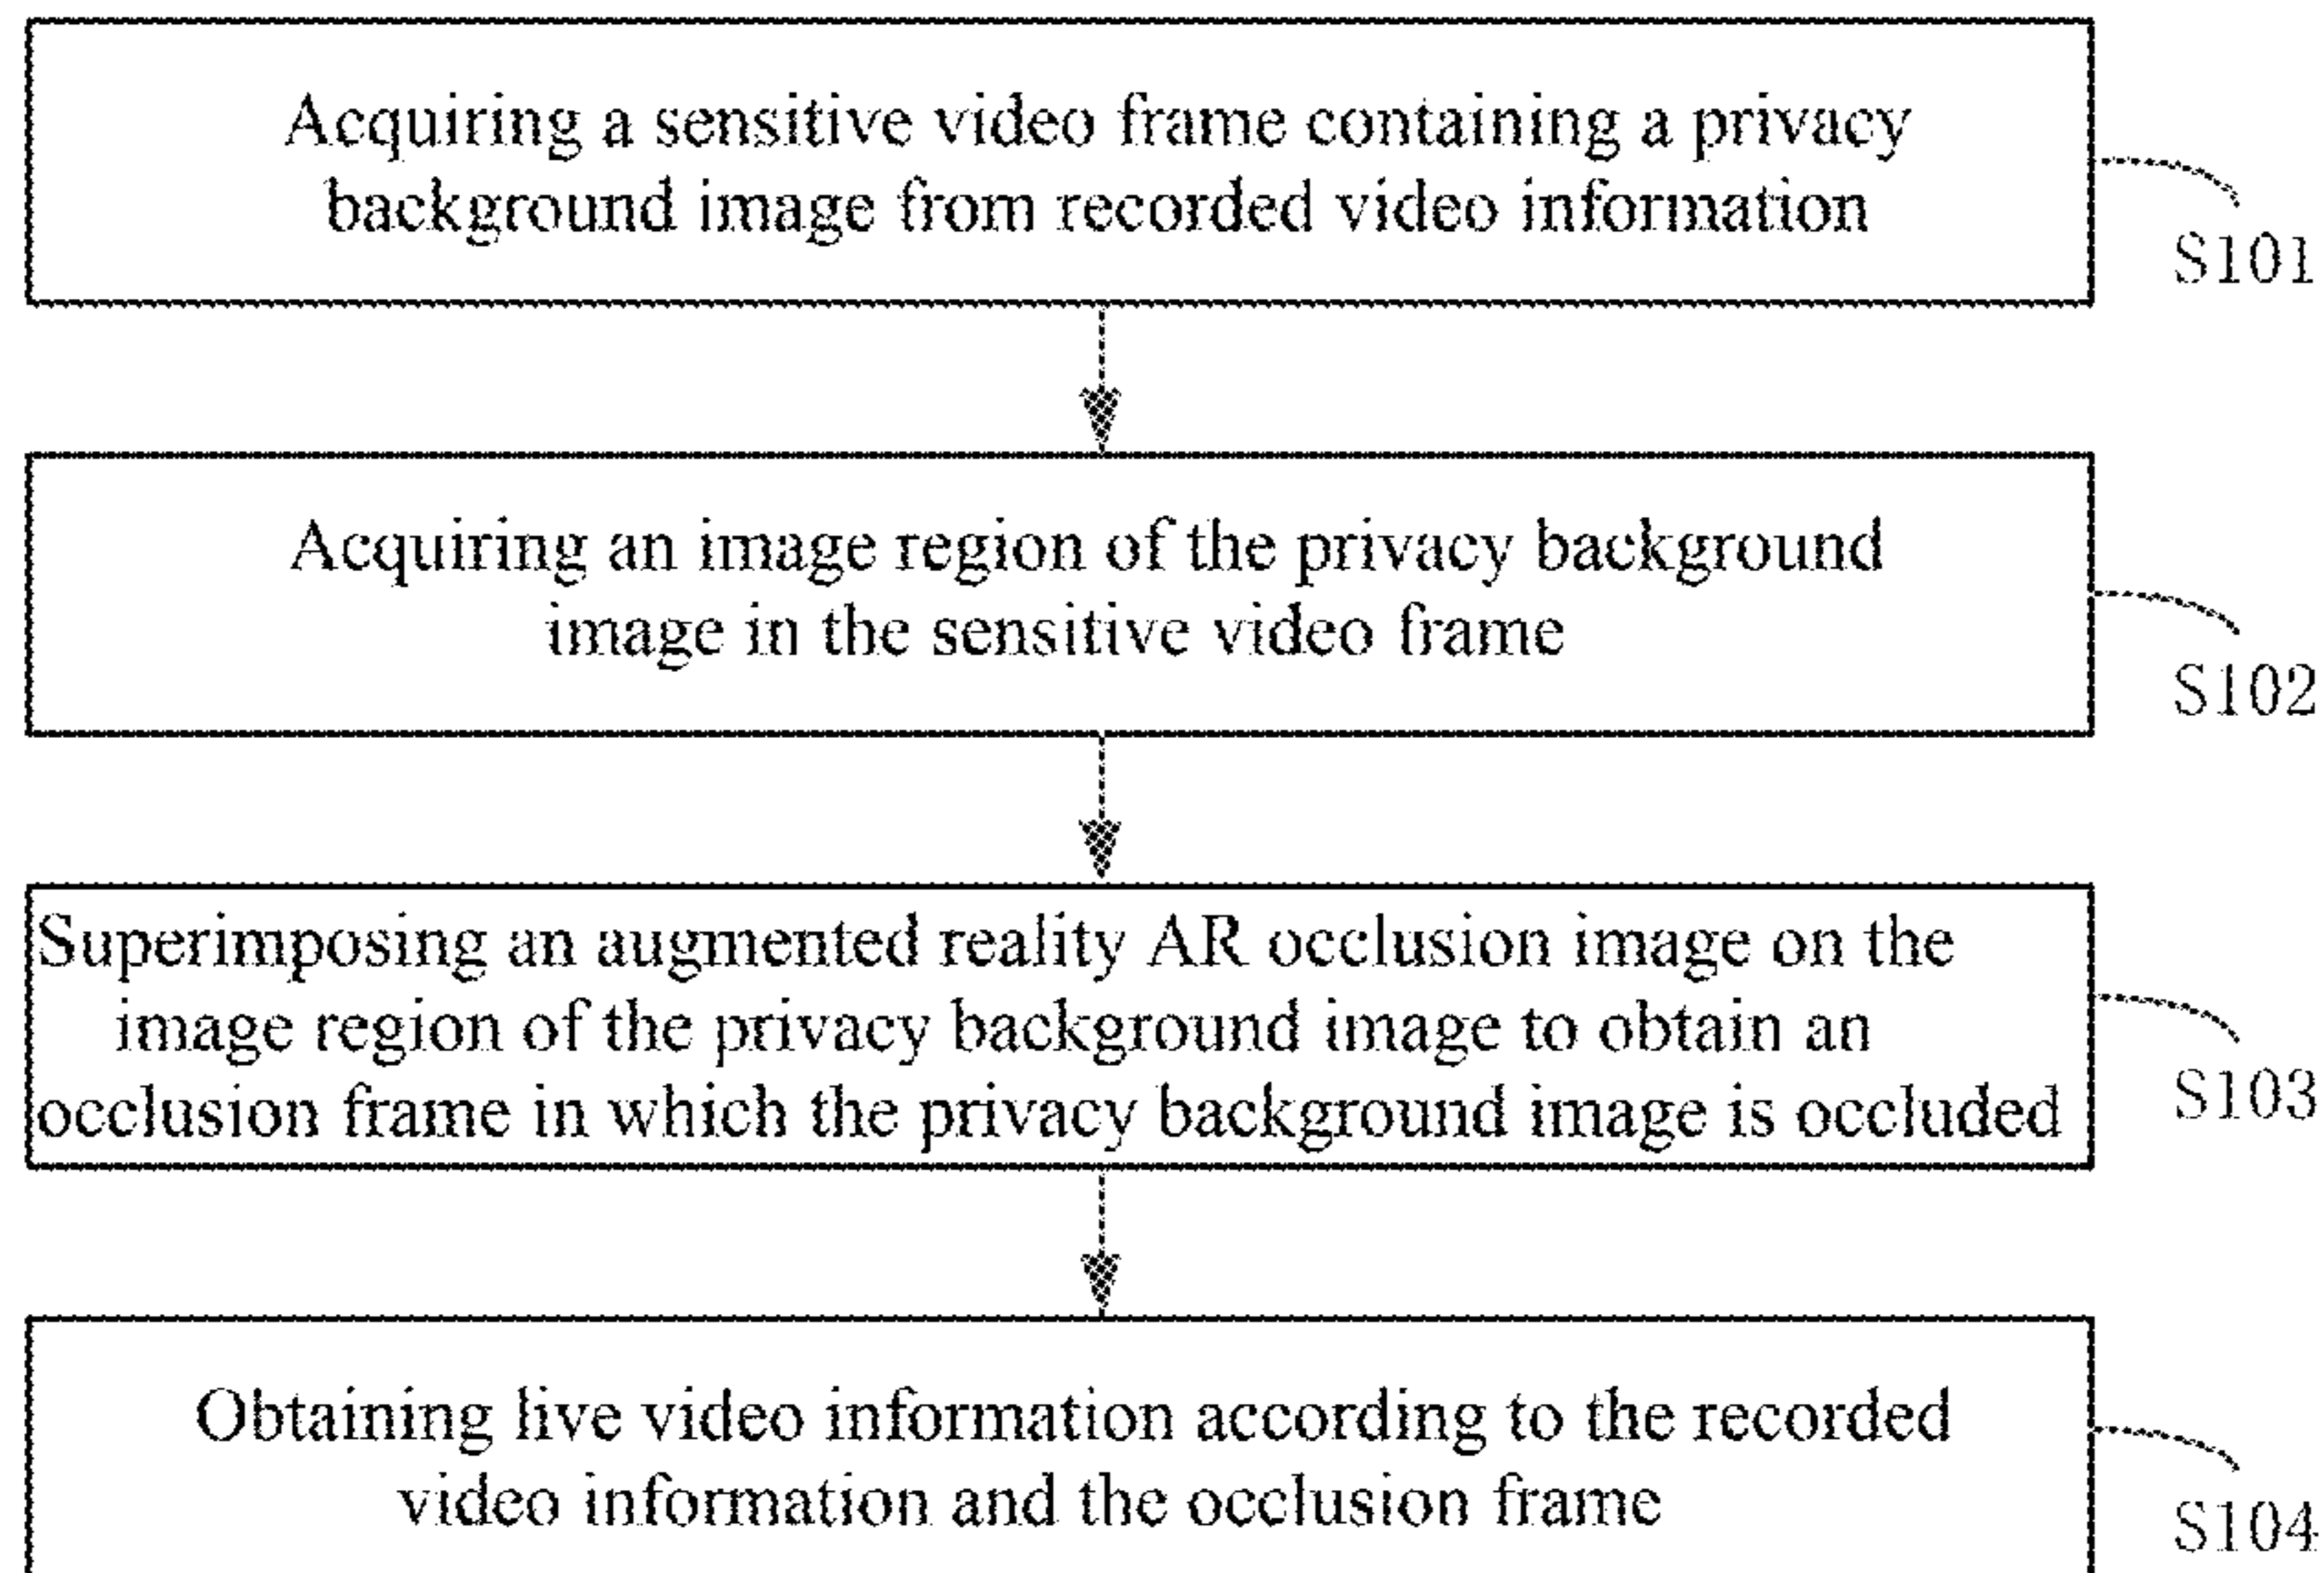 Acquiring a sensitive video frame containing a privacy
background image from recorded video information
S101
Acquiring an image region of the privacy background
image in the sensitive video frame
S102
Superimposing an augmented reality AR occlusion image on the
image region of the privacy background image to obtain an
occlusion frame in which the privacy background image is occluded
S103
Obtaining live video information according to the recorded
video information and the occlusion frame
S104